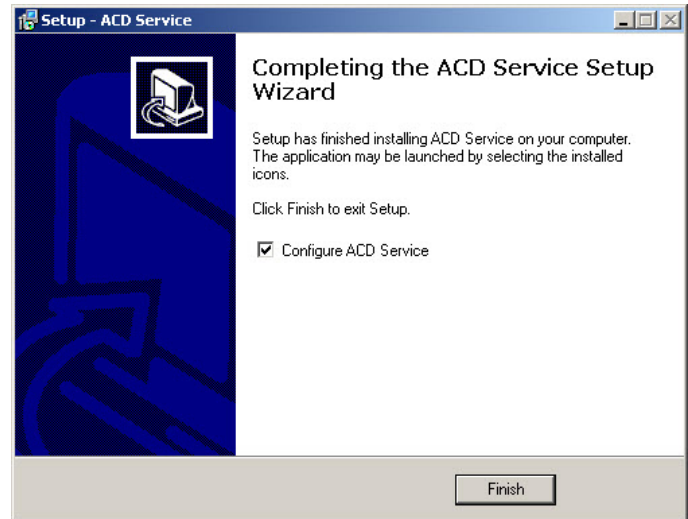 Setup - ACD Service
Completing the ACD Service Setup
Wizard
Setup has finished installing ACD Service on your computer.
The application may be launched by selecting the installed
icons.
Click Finish to exit Setup.
Configure ACD Service
Finish